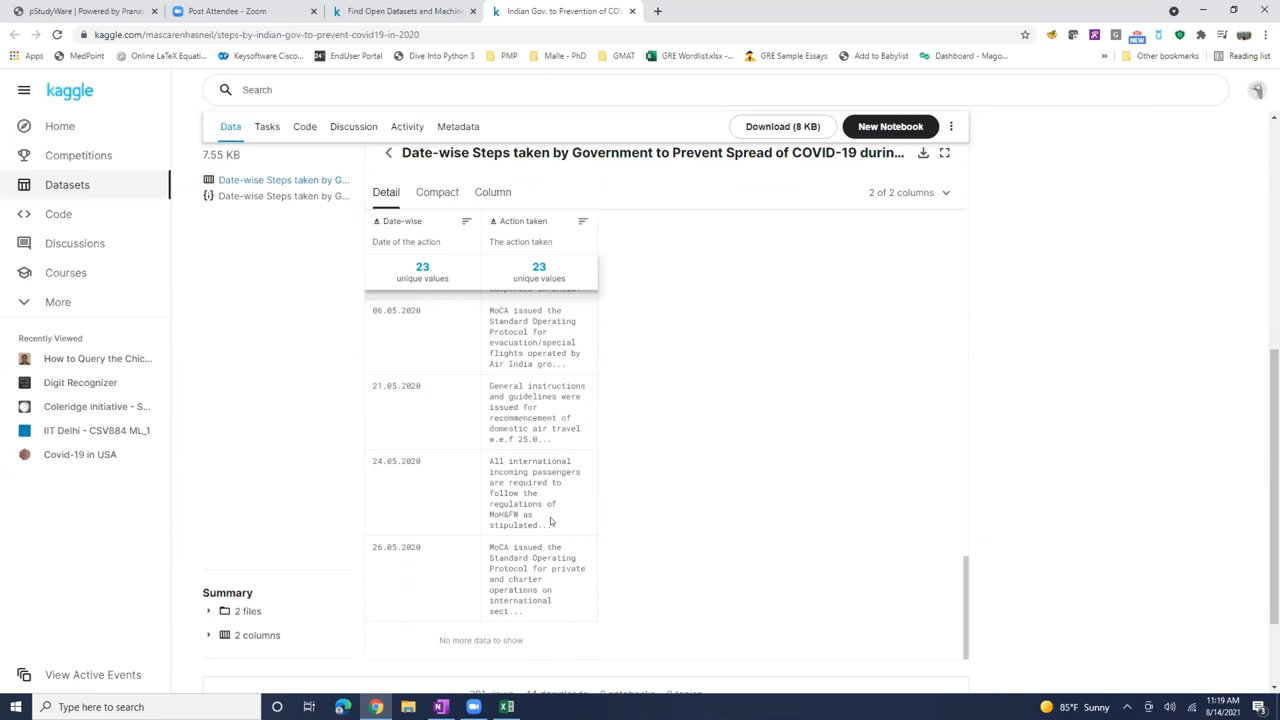 pStudyWare | Powered by Pranav
Post Attendee - Zoom
Find Open Datasets and Machine
Indian Gov. to Prevention of COV
kaggle.com/mascarenhasneil/steps-by-indian-gov-to-prevent-covid19-in-2020
Apps
MedPoint
Online LaTeX Equati...
Keysoftware Cisco...
EndUser Portal
Dive Into Python 3
PMP
Malle - PhD
GMAT
GRE Wordlist.xlsx -...
GRE Sample Essays
Add to Babylist
Dashboard - Mago...
»
Other bookmarks
Reading list
NEW
kaggle
Search
Home
Competitions
Datasets
Code
Discussions
Courses
More
Recently Viewed
How to Query the Chic...
Digit Recognizer
Coleridge Initiative - S...
IIT Delhi - CSV884 ML_1
Covid-19 in USA
View Active Events
Data
Tasks
Code
Discussion
Activity
Metadata
Download (8 KB)
New Notebook
7.55 KB
Date-wise Steps taken by G...
Date-wise Steps taken by G...
Summary
2 files
2 columns
Date-wise Steps taken by Government to Prevent Spread of COVID-19 durin...
Detail
Compact
Column
2 of 2 columns
Date-wise
Date of the action
23
unique values
Action taken
The action taken
23
unique values
06.05.2020
MoCA issued the
Standard Operating
Protocol for
evacuation/special
flights operated by
Air India gro...
21.05.2020
General instructions
and guidelines were
issued for
recommencement of
domestic air travel
w.e.f 25.0...
24.05.2020
All international
incoming passengers
are required to
follow the
regulations of
MoH&FW as
stipulated...
26.05.2020
MoCA issued the
Standard Operating
Protocol for private
and charter
operations on
international
sect...
No more data to show
Type here to search
85°F Sunny
11:19 AM
8/14/2021
3